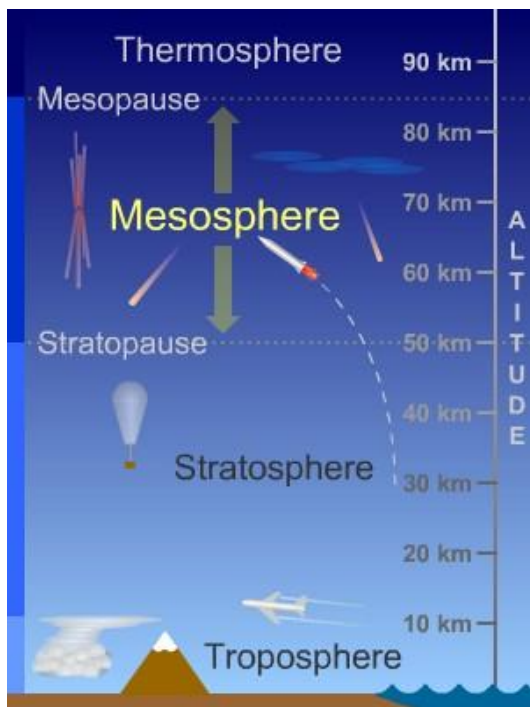 Thermosphere
90 km
Mesopause
80 km
70 km
Mesosphere
60 km
Stratopause
50 km
40 km
Stratosphere
30 km
20 km
10 km
Troposphere
ALTITUDE